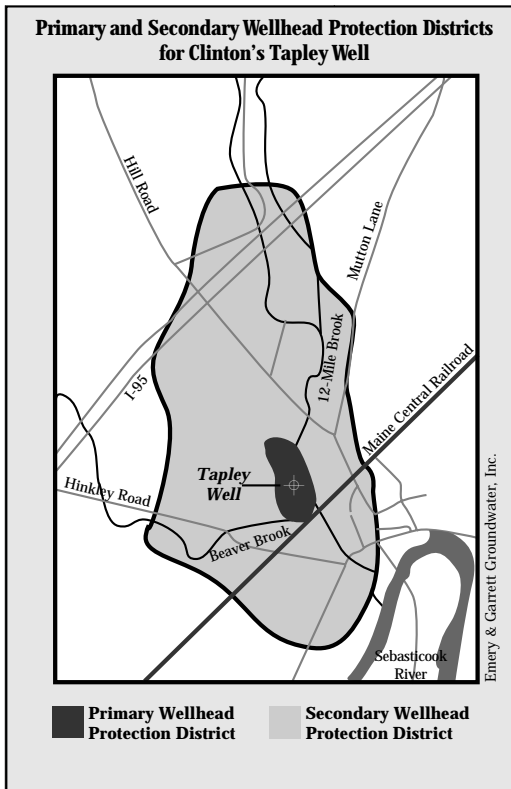 Primary and Secondary Wellhead Protection Districts
for Clinton's Tapley Well
Hill Road
Mutton Lane
12-Mile Brook
I-95
Maine Central Railroad
Tapley
Well
Hinkley Road
Beaver Brook
Sebasticook
River
Emery & Garrett Groundwater, Inc.
Primary Wellhead
Protection District
Secondary Wellhead
Protection District